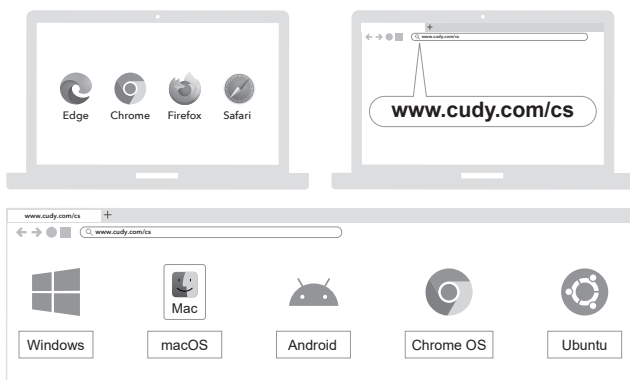 Edge Chrome Firefox Safari
+
www.cudy.com/cs
www.cudy.com/cs
www.cudy.com/cs +
www.cudy.com/cs
Mac
Windows macOS Android Chrome OS Ubuntu